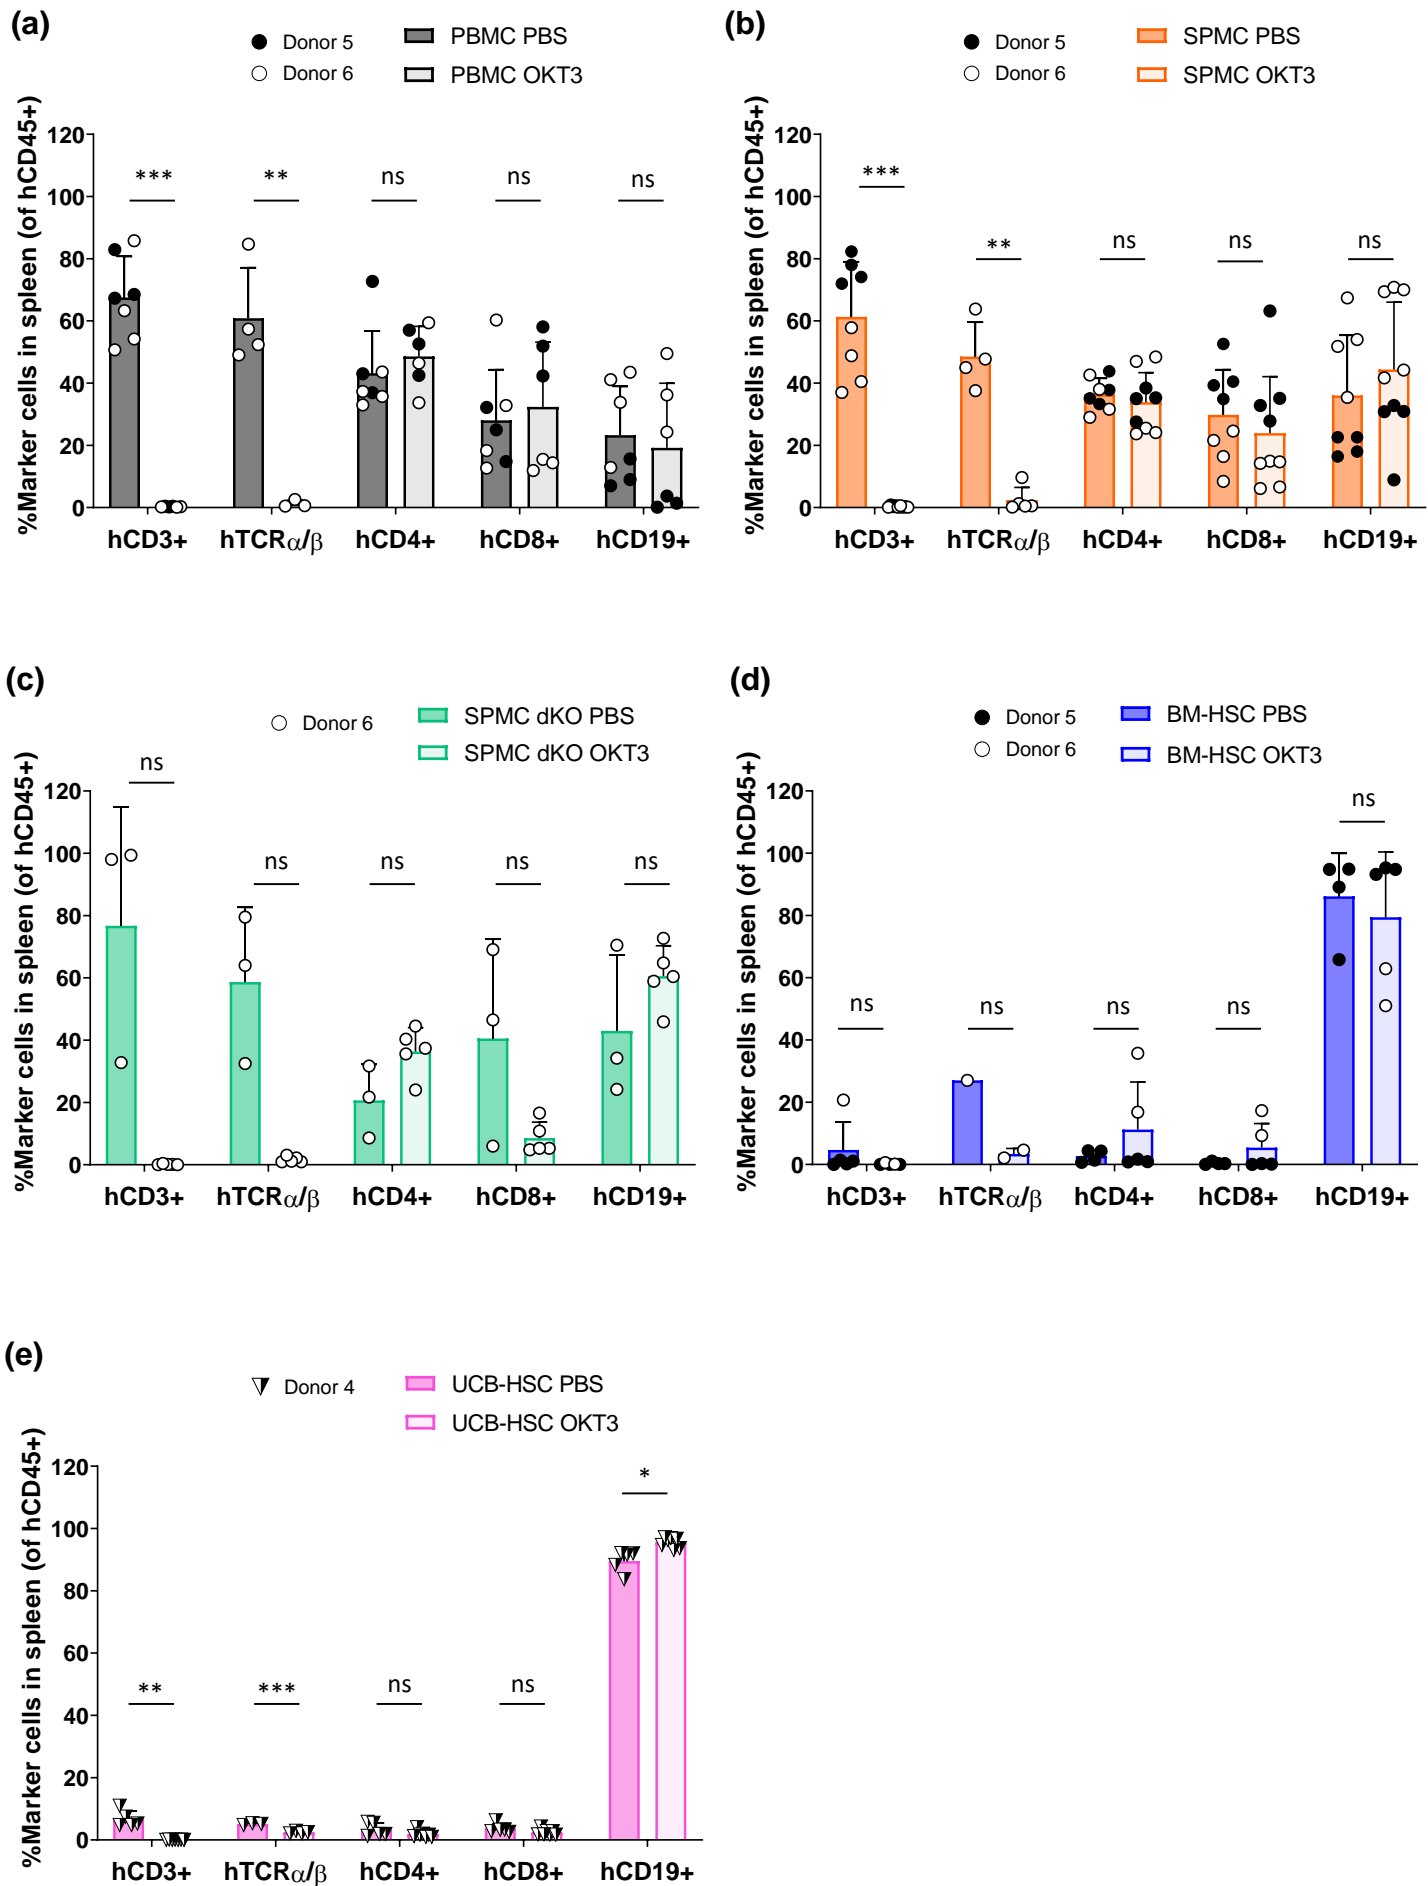 (a)
Donor 5
Donor 6
PBMC PBS
PBMC OKT3
%Marker cells in spleen (of hCD45+)
120
100
80
60
40
20
0
*** ** ns ns ns
hCD3+ hTCRα/β hCD4+ hCD8+ hCD19+
(b)
Donor 5
Donor 6
SPMC PBS
SPMC OKT3
%Marker cells in spleen (of hCD45+)
120
100
80
60
40
20
0
*** ** ns ns ns
hCD3+ hTCRα/β hCD4+ hCD8+ hCD19+
(c)
Donor 6
SPMC dKO PBS
SPMC dKO OKT3
%Marker cells in spleen (of hCD45+)
120
100
80
60
40
20
0
ns ns ns ns ns
hCD3+ hTCRα/β hCD4+ hCD8+ hCD19+
(d)
Donor 5
Donor 6
BM-HSC PBS
BM-HSC OKT3
%Marker cells in spleen (of hCD45+)
120
100
80
60
40
20
0
ns ns ns ns ns
hCD3+ hTCRα/β hCD4+ hCD8+ hCD19+
(e)
Donor 4
UCB-HSC PBS
UCB-HSC OKT3
%Marker cells in spleen (of hCD45+)
120
100
80
60
40
20
0
** *** ns ns *
hCD3+ hTCRα/β hCD4+ hCD8+ hCD19+